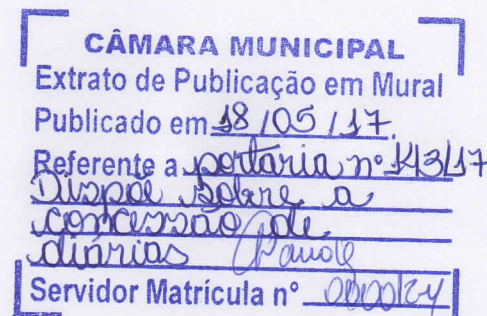 CÂMARA MUNICIPAL
Extrato de Publicação em Mural
Publicado em 18/05/17.
Referente a portaria nº 143/17
Dispõe sobre a
concessão de
diárias
Servidor Matrícula nº